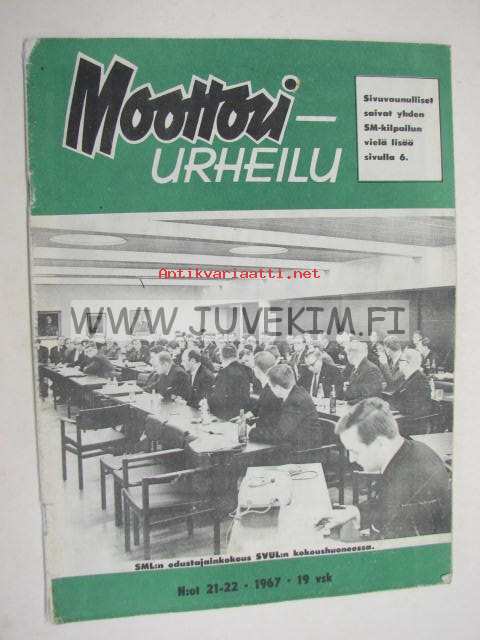 Moottori—
URHEILU
Sivuvaunulliset
saivat yhden
SM-kilpailun
vielä lisää
sivulla 6.
Antikvariaatti.net
WWW.JUVEKIM.FI
SML:n edustajainkokous SVUL:n kokoushuoneessa.
N:ot 21-22 · 1967 · 19 vsk